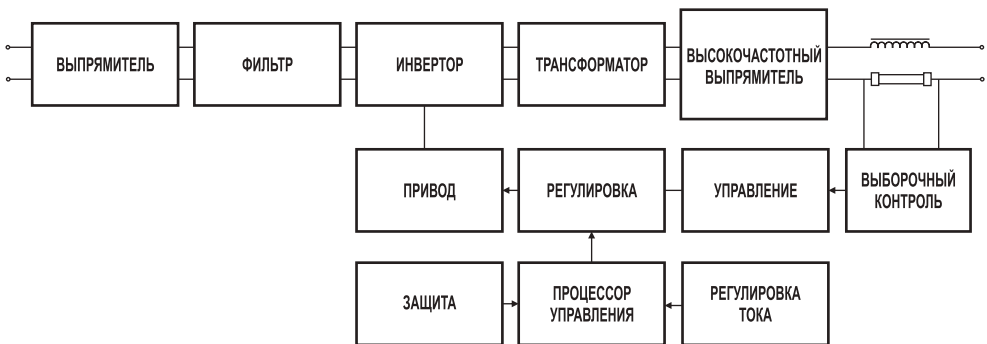 ВЫПРЯМИТЕЛЬ
ФИЛЬТР
ИНВЕРТОР
ТРАНСФОРМАТОР
ВЫСОКОЧАСТОТНЫЙ
ВЫПРЯМИТЕЛЬ
ПРИВОД
РЕГУЛИРОВКА
УПРАВЛЕНИЕ
ВЫБОРОЧНЫЙ
КОНТРОЛЬ
ЗАЩИТА
ПРОЦЕССОР
УПРАВЛЕНИЯ
РЕГУЛИРОВКА
ТОКА